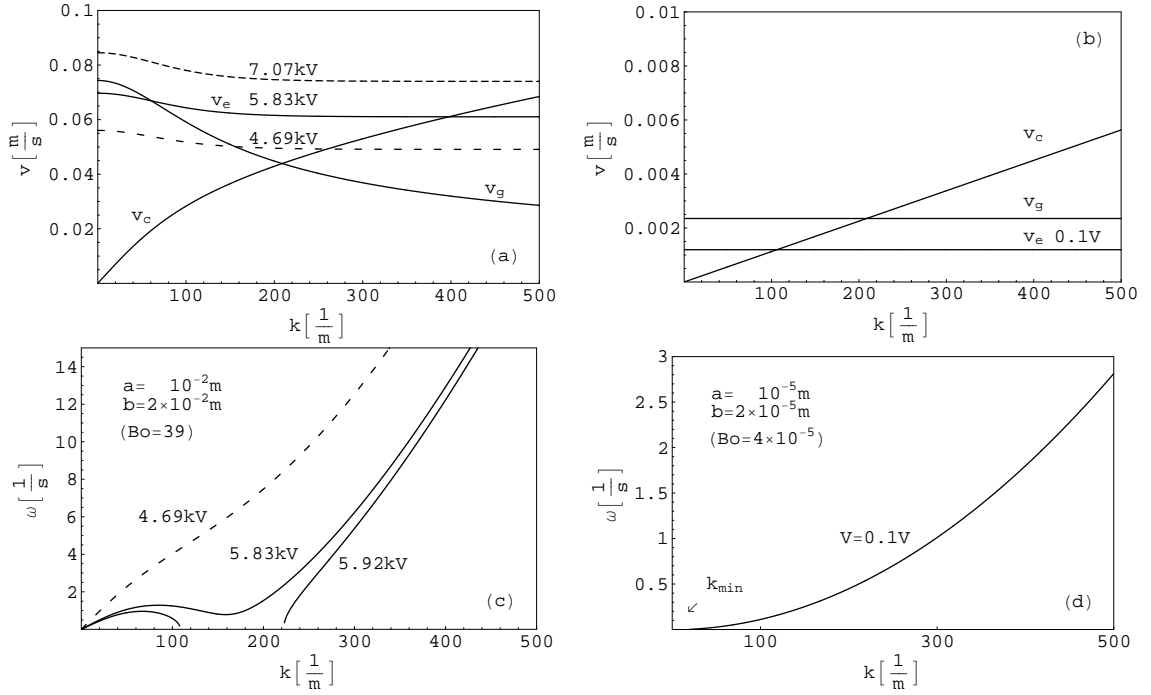 0.1
0.08
0.06
0.04
0.02
v[m/s]
7.07kV
v_e 5.83kV
4.69kV
v_c
v_g
(a)
100 200 300 400 500
k[1/m]
0.01
0.008
0.006
0.004
0.002
v[m/s]
(b)
v_c
v_g
v_e 0.1V
100 200 300 400 500
k[1/m]
14
12
10
8
6
4
2
ω[1/s]
a= 10⁻²m
b=2×10⁻²m
(Bo=39)
4.69kV
5.83kV
5.92kV
(c)
100 200 300 400 500
k[1/m]
3
2.5
2
1.5
1
0.5
ω[1/s]
a= 10⁻⁵m
b=2×10⁻⁵m
(Bo=4×10⁻⁵)
V=0.1V
k_min
(d)
100 300 500
k[1/m]